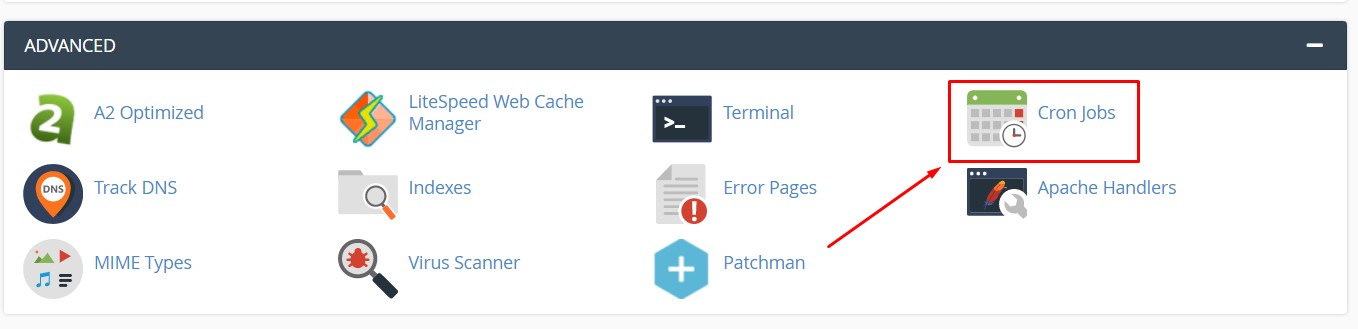 ADVANCED
A2 Optimized
LiteSpeed Web Cache
Manager
Terminal
>_
Cron Jobs
DNS
Track DNS
Indexes
Error Pages
Apache Handlers
MIME Types
Virus Scanner
Patchman